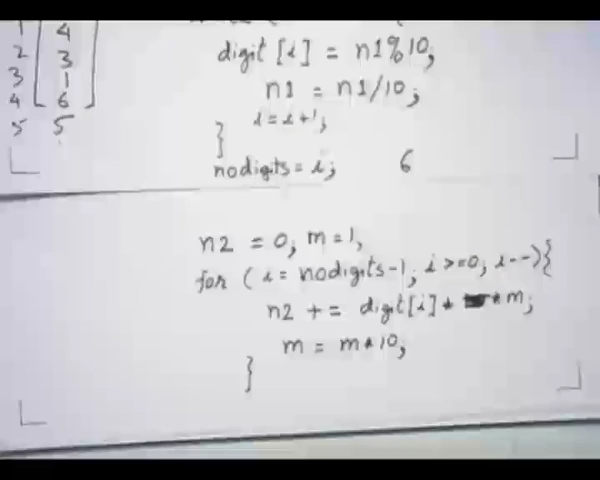 1 4
2 3
3 1
4 6
5 5
digit [i] = n1%10;
n1 = n1/10;
i=i+1;
}
nodigits=i; 6
n2 = 0, m=1,
for (i= nodigits-1; i>=0; i--){
n2 += digit[i]* * m;
m = m*10;
}